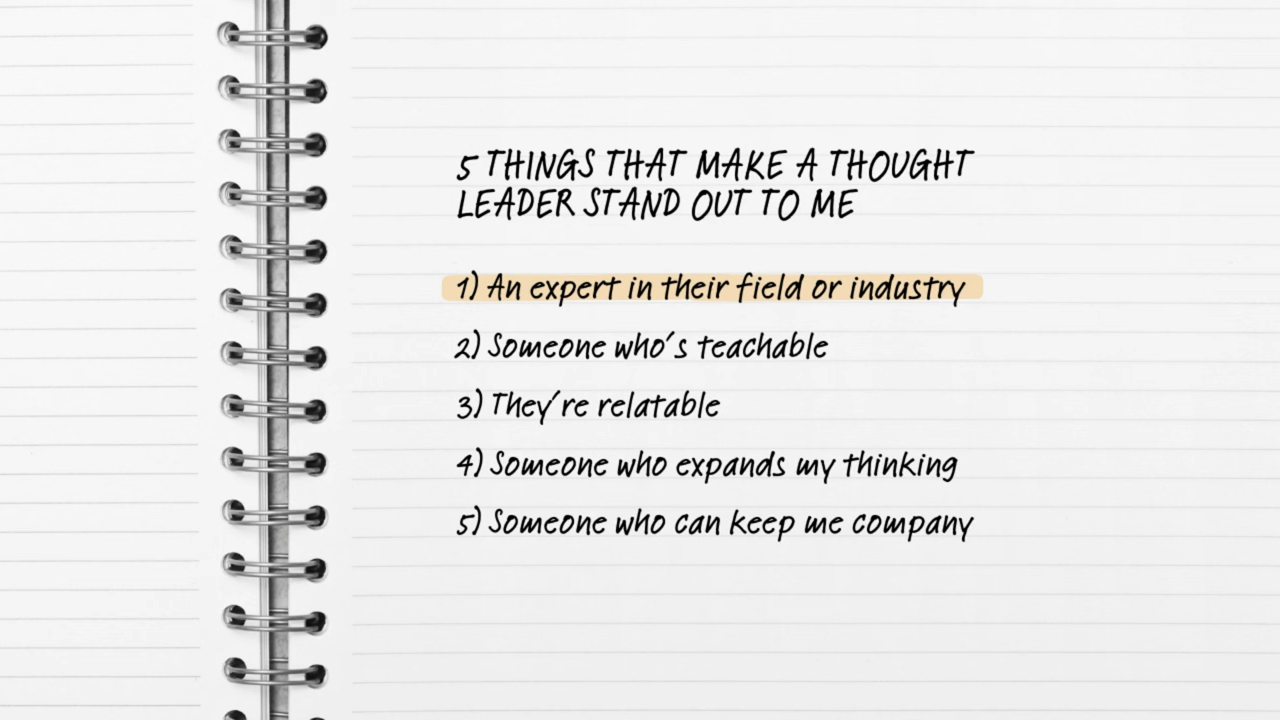 5 THINGS THAT MAKE A THOUGHT
LEADER STAND OUT TO ME
1) An expert in their field or industry
2) Someone who's teachable
3) They're relatable
4) Someone who expands my thinking
5) Someone who can keep me company